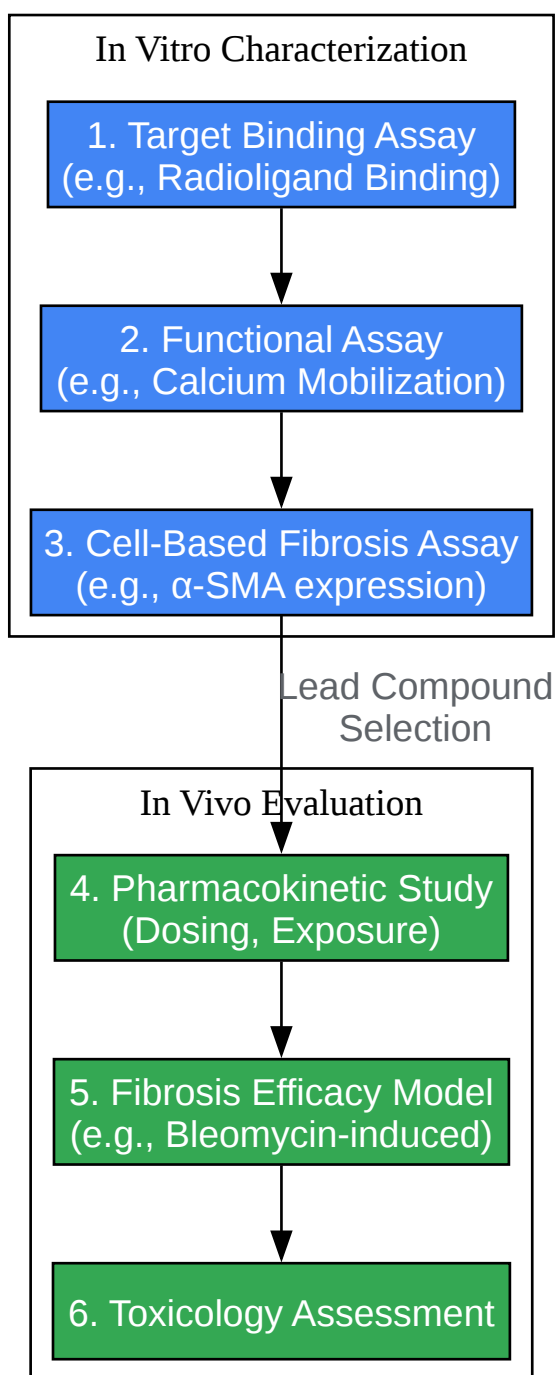 In Vitro Characterization
1. Target Binding Assay
(e.g., Radioligand Binding)
2. Functional Assay
(e.g., Calcium Mobilization)
3. Cell-Based Fibrosis Assay
(e.g., α-SMA expression)
Lead Compound
Selection
In Vivo Evaluation
4. Pharmacokinetic Study
(Dosing, Exposure)
5. Fibrosis Efficacy Model
(e.g., Bleomycin-induced)
6. Toxicology Assessment